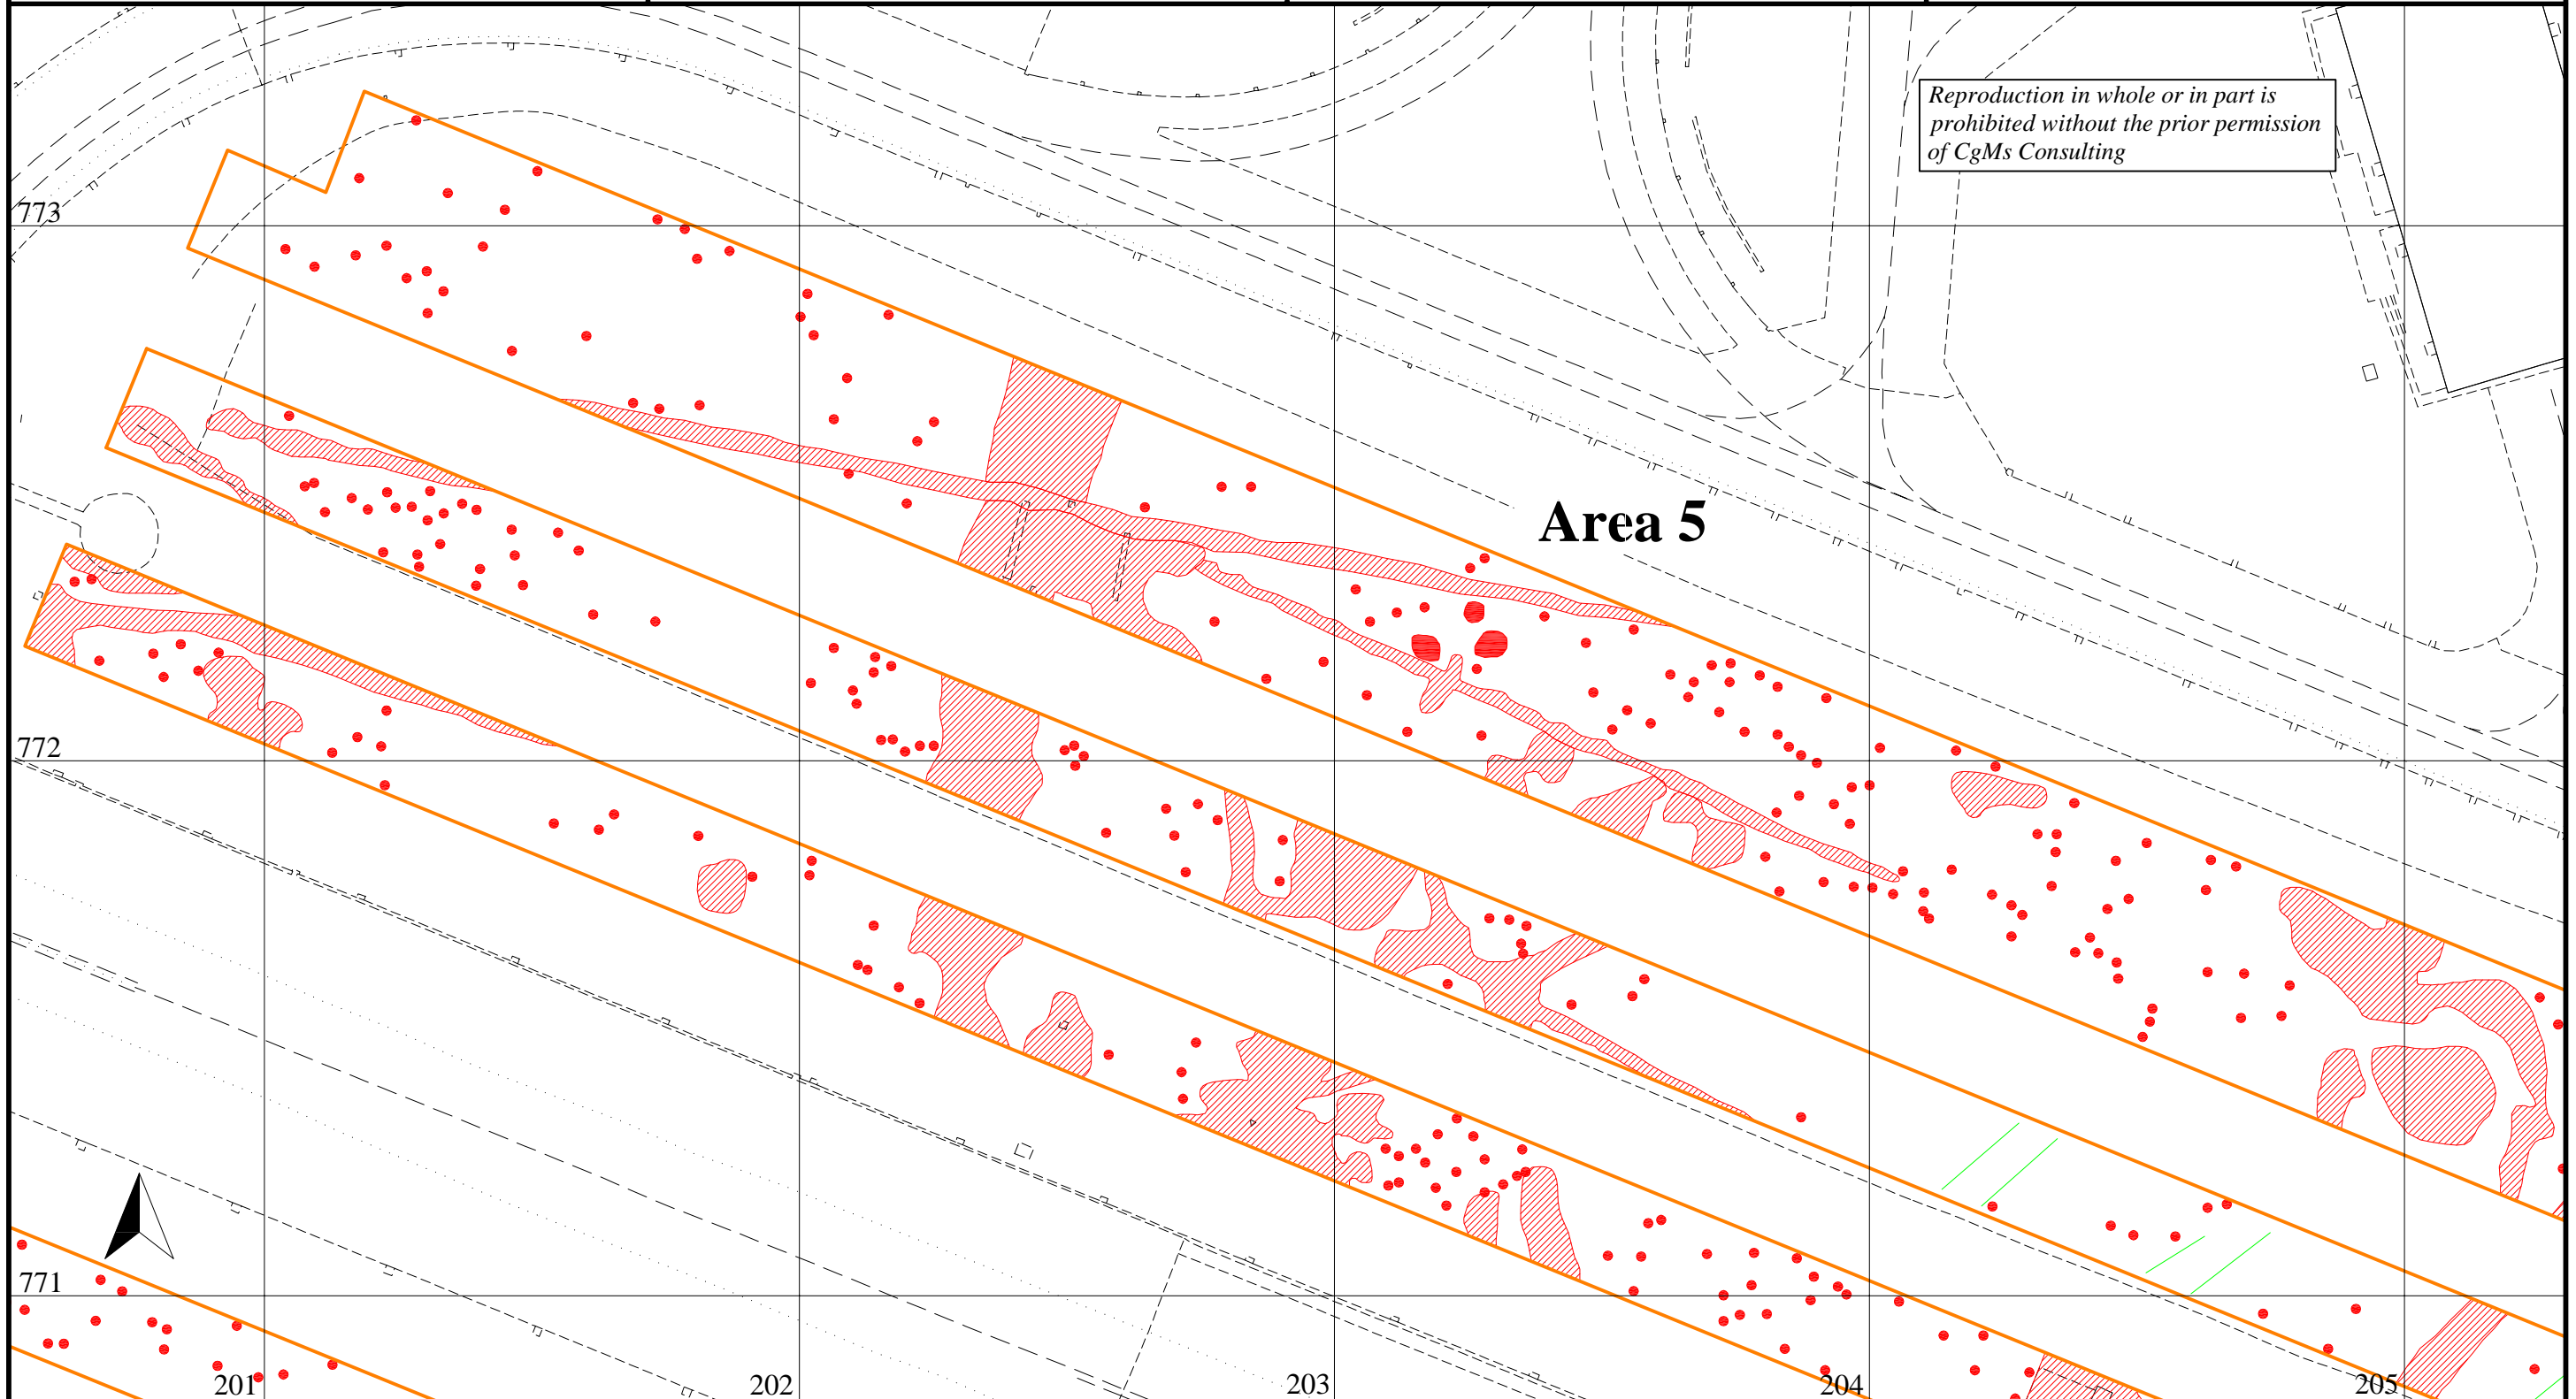 Reproduction in whole or in part is
prohibited without the prior permission
of CgMs Consulting
773
Area 5
772
771
201
202
203
204
205